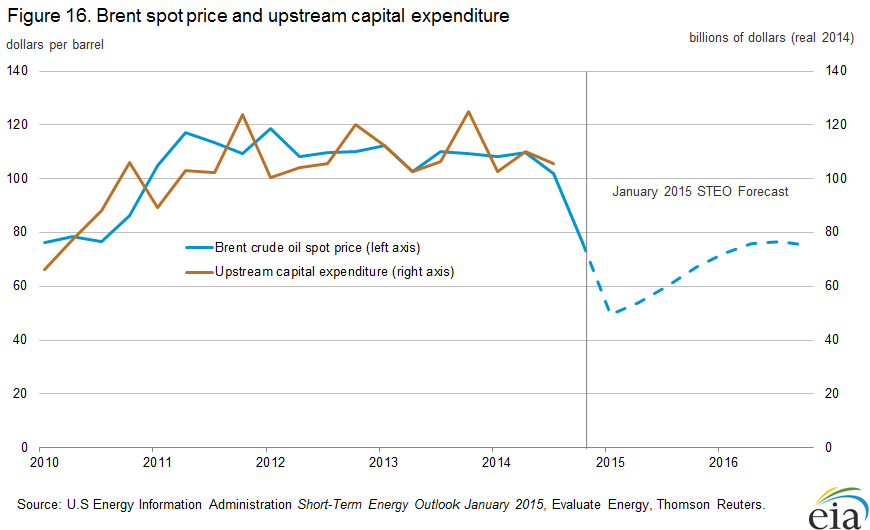 Figure 16. Brent spot price and upstream capital expenditure
dollars per barrel
billions of dollars (real 2014)
140 140
120 120
100 100
January 2015 STEO Forecast
80 80
Brent crude oil spot price (left axis)
Upstream capital expenditure (right axis)
60 60
40 40
20 20
0 0
2010 2011 2012 2013 2014 2015 2016
Source: U.S Energy Information Administration Short-Term Energy Outlook January 2015, Evaluate Energy, Thomson Reuters.
eia